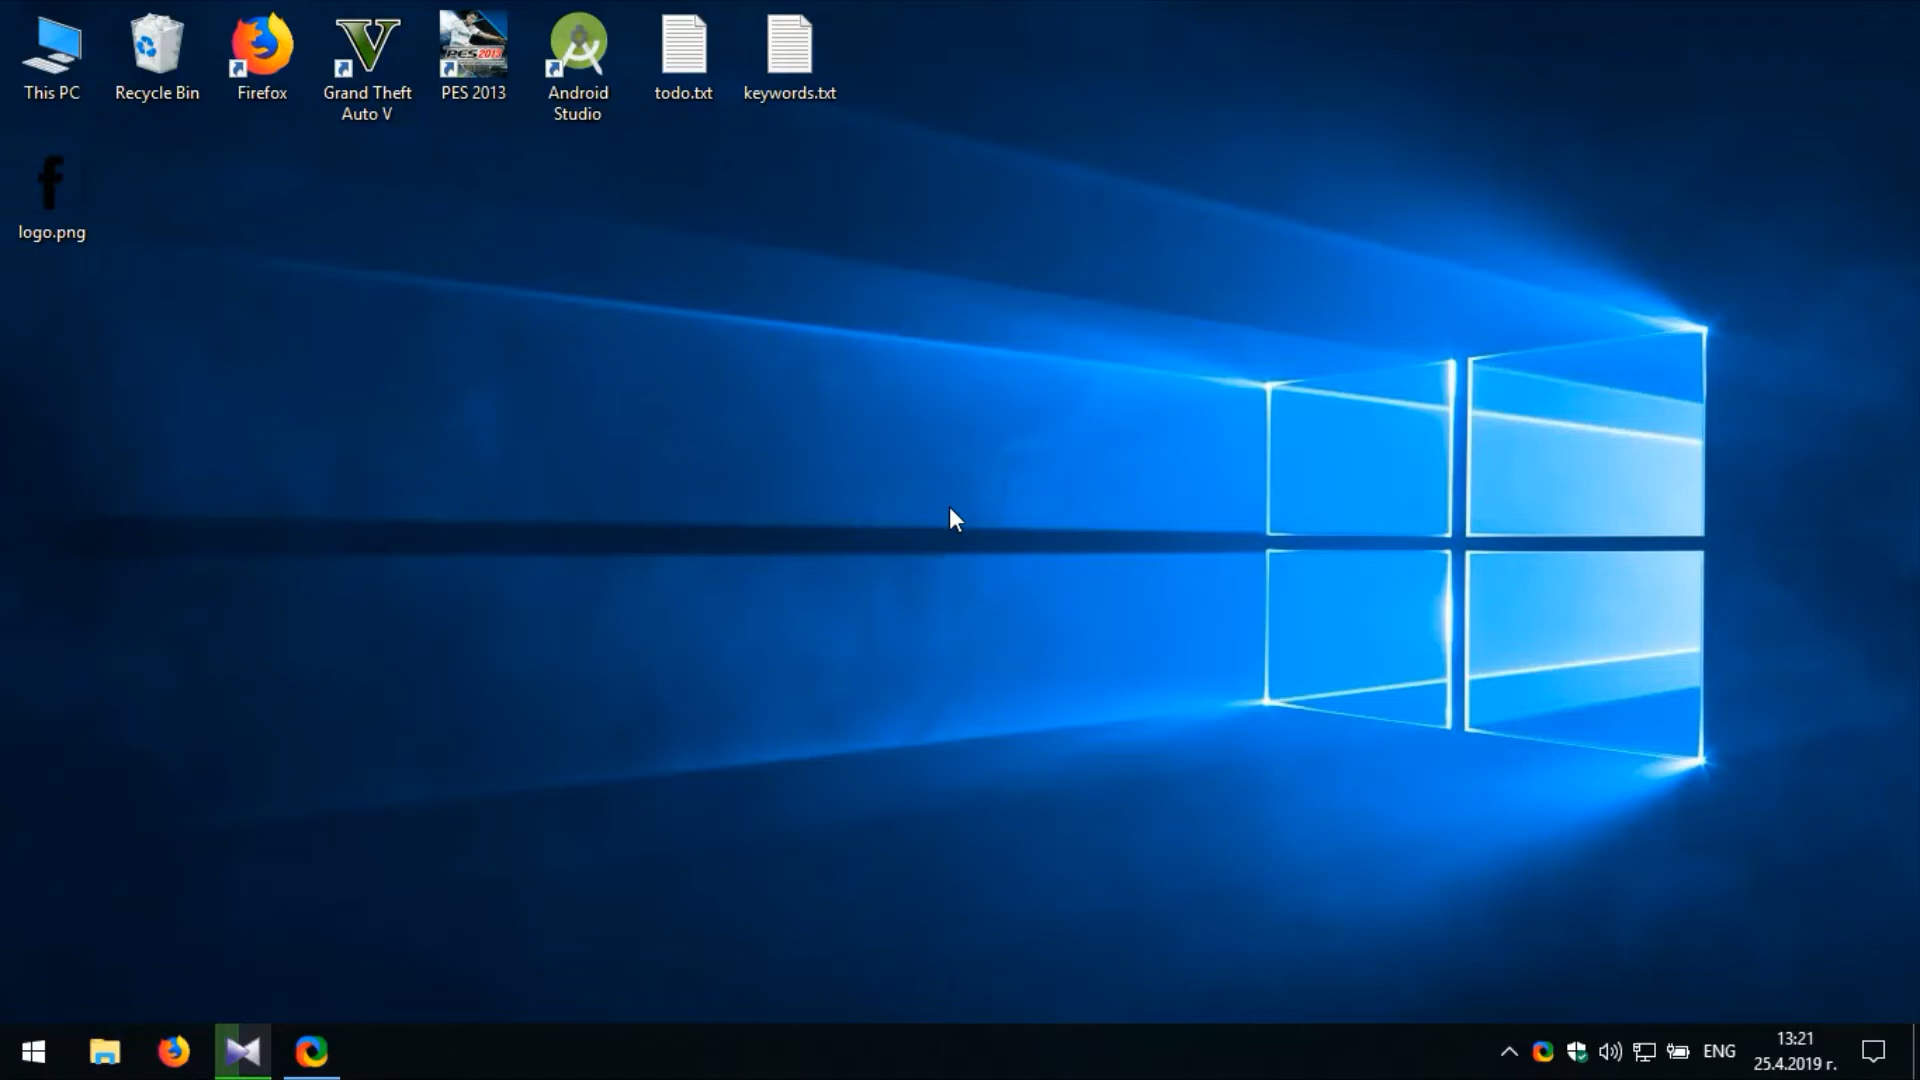 This PC
Recycle Bin
Firefox
Grand Theft
Auto V
PES 2013
PES2013
Android
Studio
todo.txt
keywords.txt
f
logo.png
ENG
13:21
25.4.2019 г.